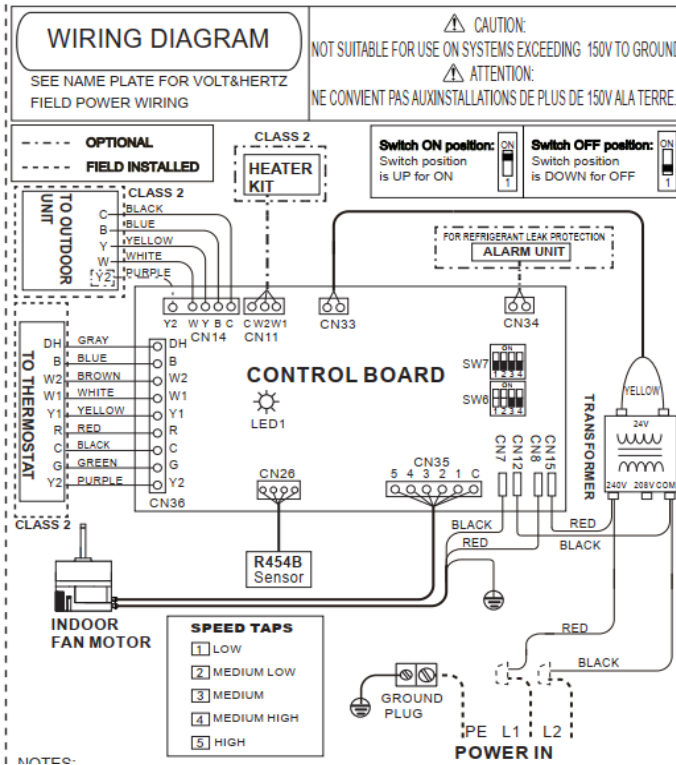 WIRING DIAGRAM
SEE NAME PLATE FOR VOLT&HERTZ
FIELD POWER WIRING
CAUTION:
NOT SUITABLE FOR USE ON SYSTEMS EXCEEDING 150V TO GROUND
ATTENTION:
NE CONVIENT PAS AUXINSTALLATIONS DE PLUS DE 150V ALA TERRE.
OPTIONAL
FIELD INSTALLED
CLASS 2
HEATER
KIT
Switch ON position:
Switch position
is UP for ON
ON
1
Switch OFF position:
Switch position
is DOWN for OFF
ON
1
CLASS 2
TO OUTDOOR
UNIT
C BLACK
B BLUE
Y YELLOW
W WHITE
Y2 PURPLE
FOR REFRIGERANT LEAK PROTECTION
ALARM UNIT
Y2 W Y B C
CN14
C W2 W1
CN11
CN33
CN34
TO THERMOSTAT
DH GRAY DH
B BLUE B
W2 BROWN W2
W1 WHITE W1
Y1 YELLOW Y1
R RED R
C BLACK C
G GREEN G
Y2 PURPLE Y2
CN36
CLASS 2
CONTROL BOARD
LED1
SW7
ON
1 2 3 4
SW6
ON
1 2 3 4
CN26
CN35
5 4 3 2 1 C
CN7
CN12
CN8
CN15
TRANSFORMER
YELLOW
24V
240V 208V COM
BLACK
RED
RED
BLACK
R454B
Sensor
INDOOR
FAN MOTOR
SPEED TAPS
1 LOW
2 MEDIUM LOW
3 MEDIUM
4 MEDIUM HIGH
5 HIGH
RED
BLACK
GROUND
PLUG
PE L1 L2
POWER IN
NOTES: